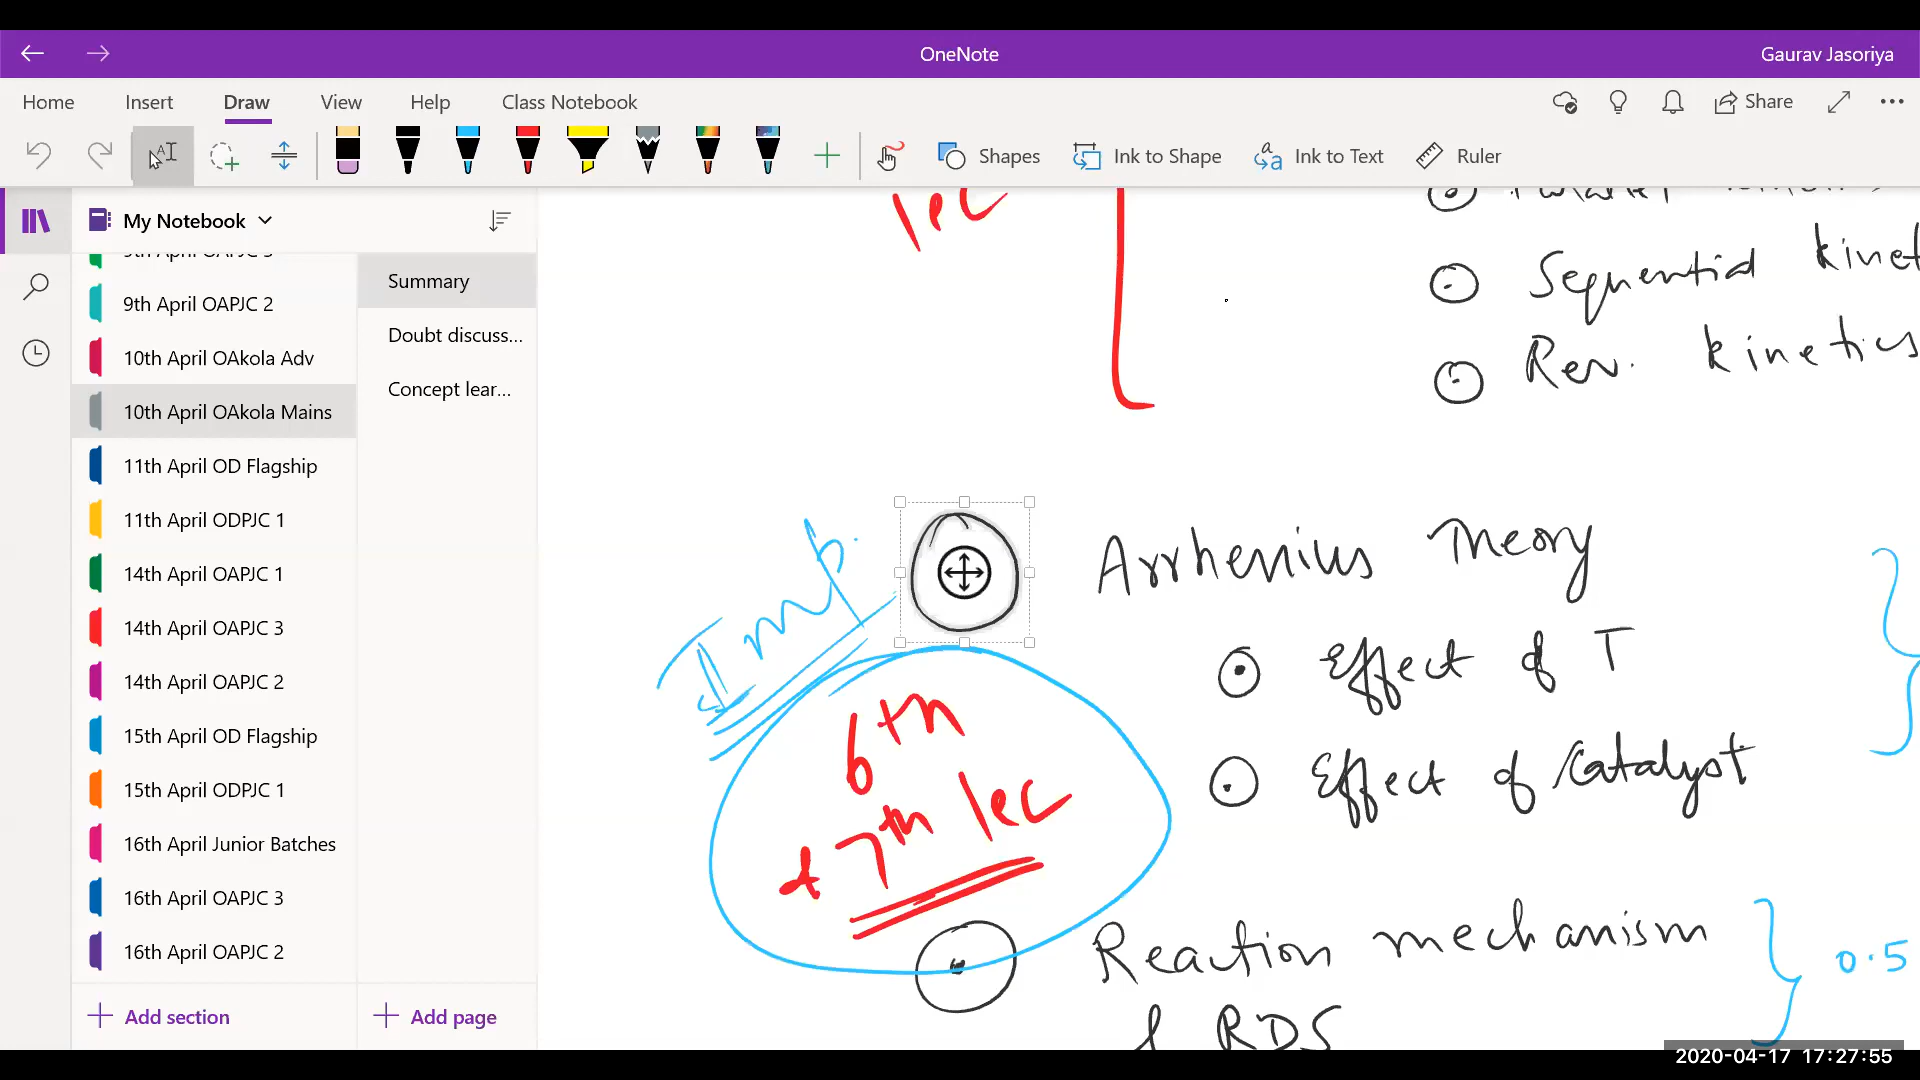 OneNote
Gaurav Jasoriya
Home Insert Draw View Help Class Notebook
Share
Shapes Ink to Shape Ink to Text Ruler
My Notebook
9th April OAPJC 2
10th April OAkola Adv
10th April OAkola Mains
11th April OD Flagship
11th April ODPJC 1
14th April OAPJC 1
14th April OAPJC 3
14th April OAPJC 2
15th April OD Flagship
15th April ODPJC 1
16th April Junior Batches
16th April OAPJC 3
16th April OAPJC 2
Add section
Summary
Doubt discuss...
Concept lear...
Add page
lec
Sequential kinet
Rev. kinetics
Imp.
Arrhenius Theory
Effect of T
Effect of Catalyst
6th
& 7th lec
Reaction mechanism
& RDS
0.5
2020-04-17 17:27:55